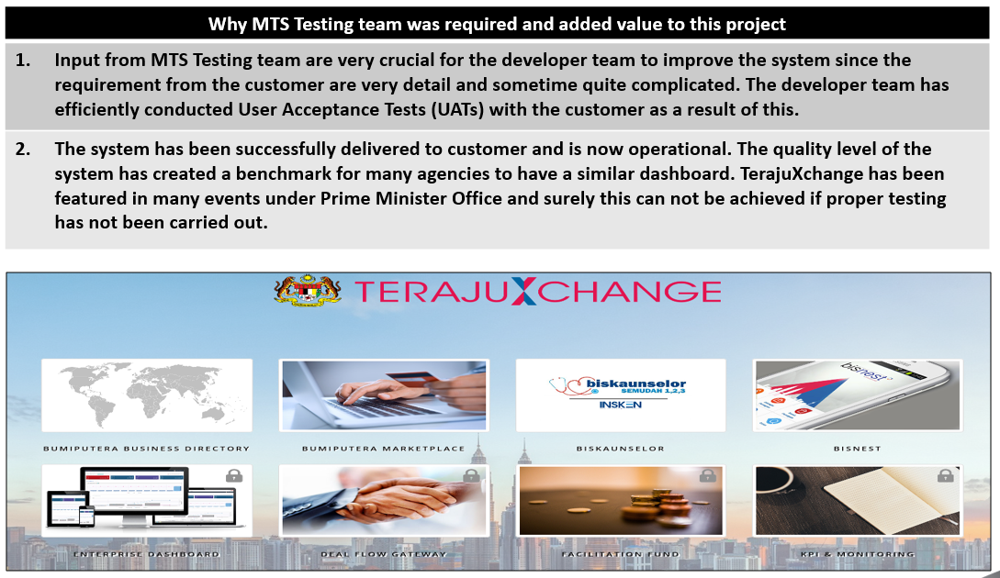 Why MTS Testing team was required and added value to this project
1. Input from MTS Testing team are very crucial for the developer team to improve the system since the
requirement from the customer are very detail and sometime quite complicated. The developer team has
efficiently conducted User Acceptance Tests (UATs) with the customer as a result of this.
2. The system has been successfully delivered to customer and is now operational. The quality level of the
system has created a benchmark for many agencies to have a similar dashboard. TerajuXchange has been
featured in many events under Prime Minister Office and surely this can not be achieved if proper testing
has not been carried out.
TERAJUXCHANGE
biskaunselor
SEMUDAH 1,2,3
INSKEN
bisnest
BUMIPUTERA BUSINESS DIRECTORY
BUMIPUTERA MARKETPLACE
BISKAUNSELOR
BISNEST
ENTERPRISE DASHBOARD
DEAL FLOW GATEWAY
FACILITATION FUND
KPI & MONITORING